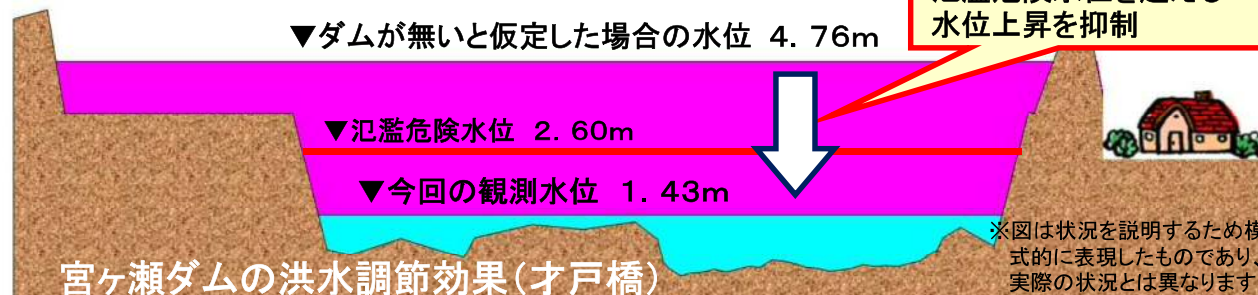 水位上昇を抑制
▼ダムが無いと仮定した場合の水位 4．76m
▼氾濫危険水位 2．60m
▼今回の観測水位 1．43m
※図は状況を説明するため模
式的に表現したものであり、
実際の状況とは異なります
宮ヶ瀬ダムの洪水調節効果（才戸橋）